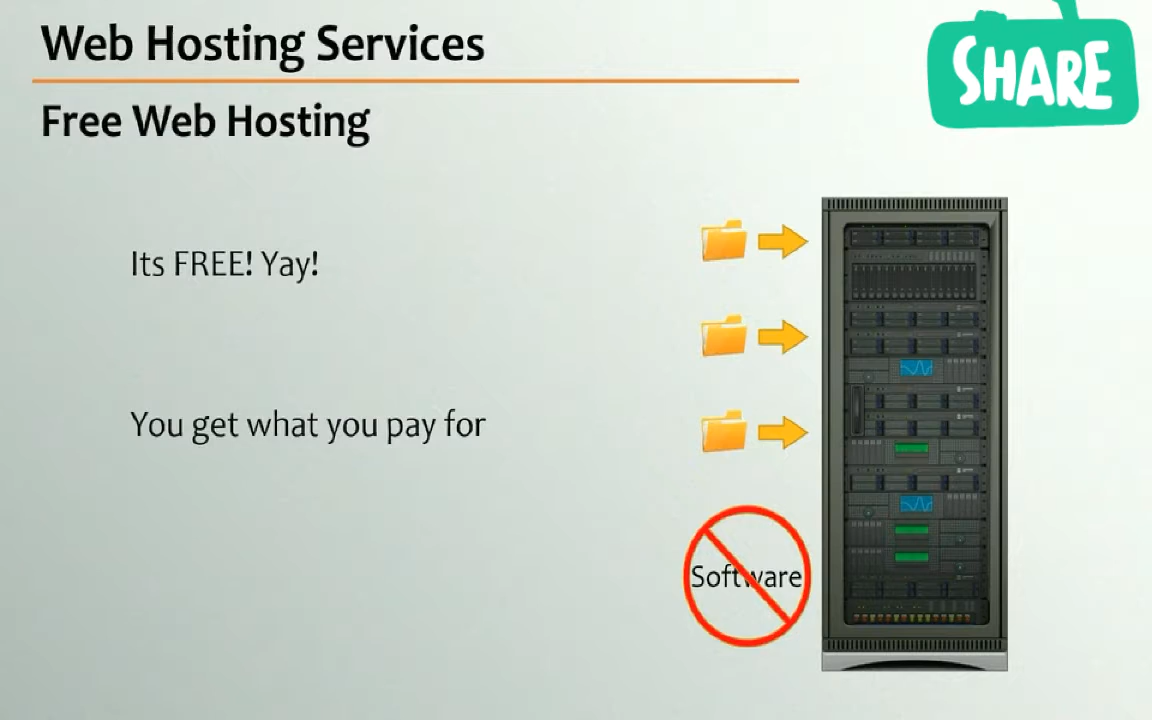 Web Hosting Services
SHARE
Free Web Hosting
Its FREE! Yay!
You get what you pay for
Software